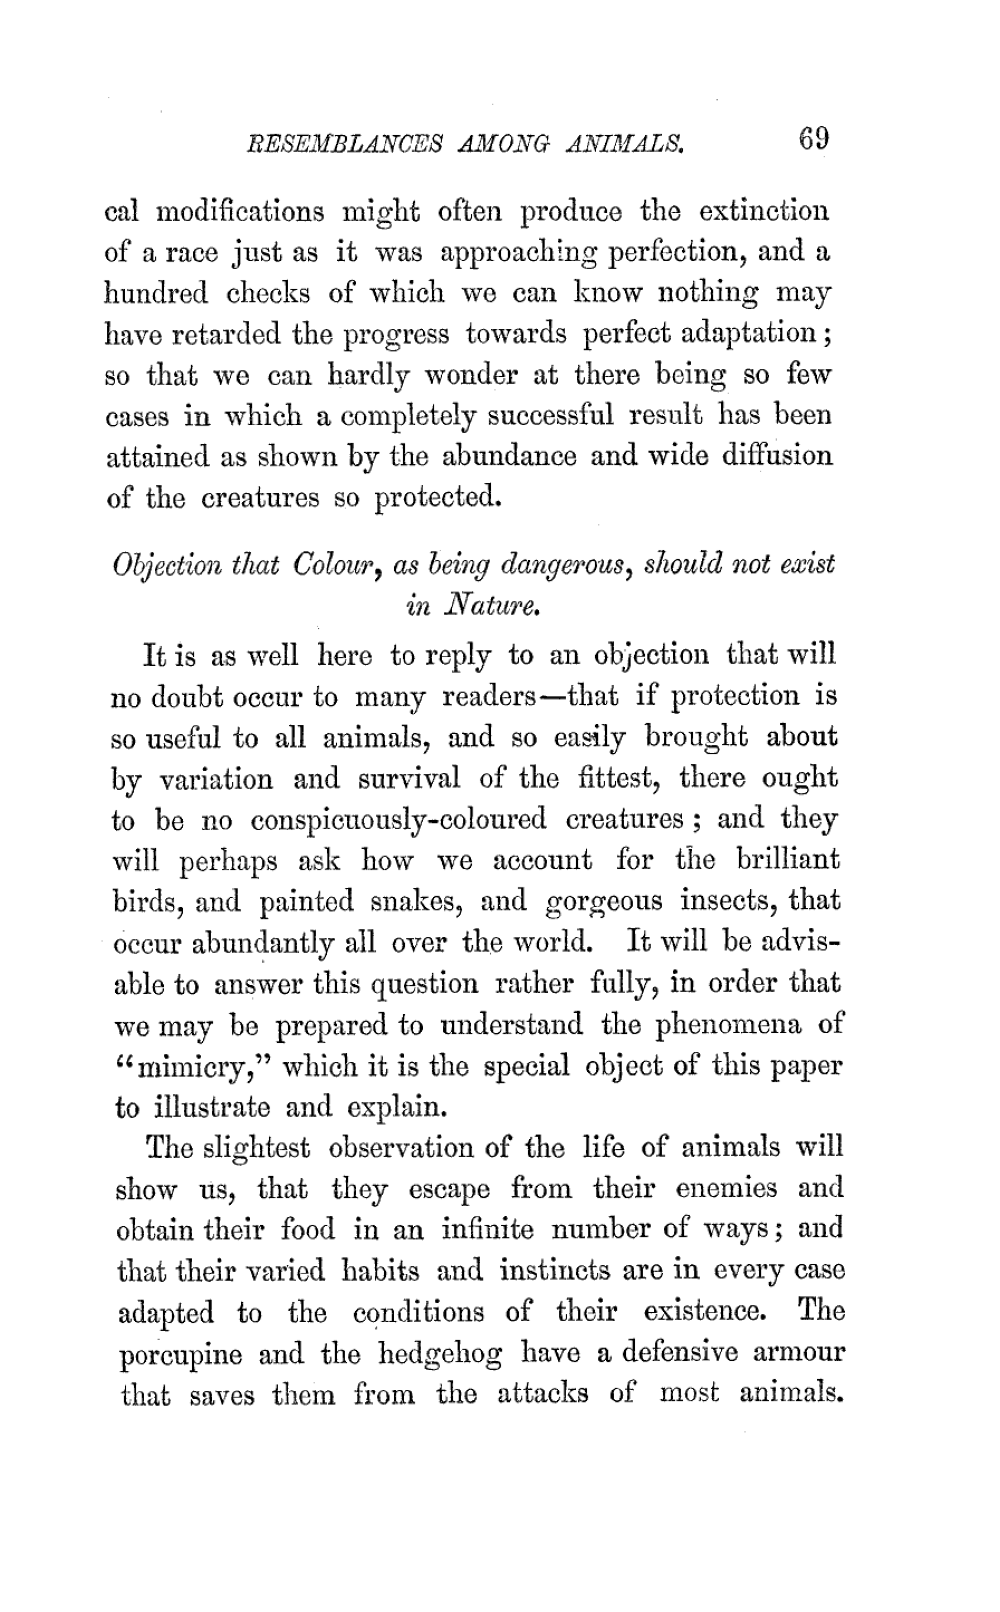 RESEMBLANCES AMONG ANIMALS. 69
cal modifications might often produce the extinction
of a race just as it was approaching perfection, and a
hundred checks of which we can know nothing may
have retarded the progress towards perfect adaptation;
so that we can hardly wonder at there being so few
cases in which a completely successful result has been
attained as shown by the abundance and wide diffusion
of the creatures so protected.
Objection that Colour, as being dangerous, should not exist
in Nature.
It is as well here to reply to an objection that will
no doubt occur to many readers—that if protection is
so useful to all animals, and so easily brought about
by variation and survival of the fittest, there ought
to be no conspicuously-coloured creatures; and they
will perhaps ask how we account for the brilliant
birds, and painted snakes, and gorgeous insects, that
occur abundantly all over the world. It will be advis-
able to answer this question rather fully, in order that
we may be prepared to understand the phenomena of
“mimicry,” which it is the special object of this paper
to illustrate and explain.
The slightest observation of the life of animals will
show us, that they escape from their enemies and
obtain their food in an infinite number of ways; and
that their varied habits and instincts are in every case
adapted to the conditions of their existence. The
porcupine and the hedgehog have a defensive armour
that saves them from the attacks of most animals.